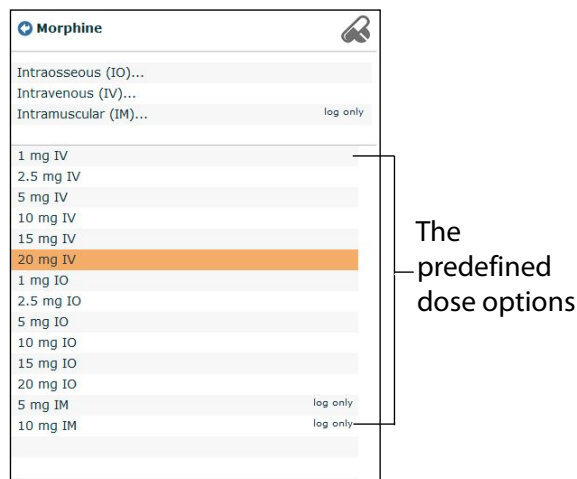 Morphine
Intraosseous (IO)...
Intravenous (IV)...
Intramuscular (IM)... log only
1 mg IV
2.5 mg IV
5 mg IV
10 mg IV
15 mg IV
20 mg IV
1 mg IO
2.5 mg IO
5 mg IO
10 mg IO
15 mg IO
20 mg IO
5 mg IM log only
10 mg IM log only
The
predefined
dose options